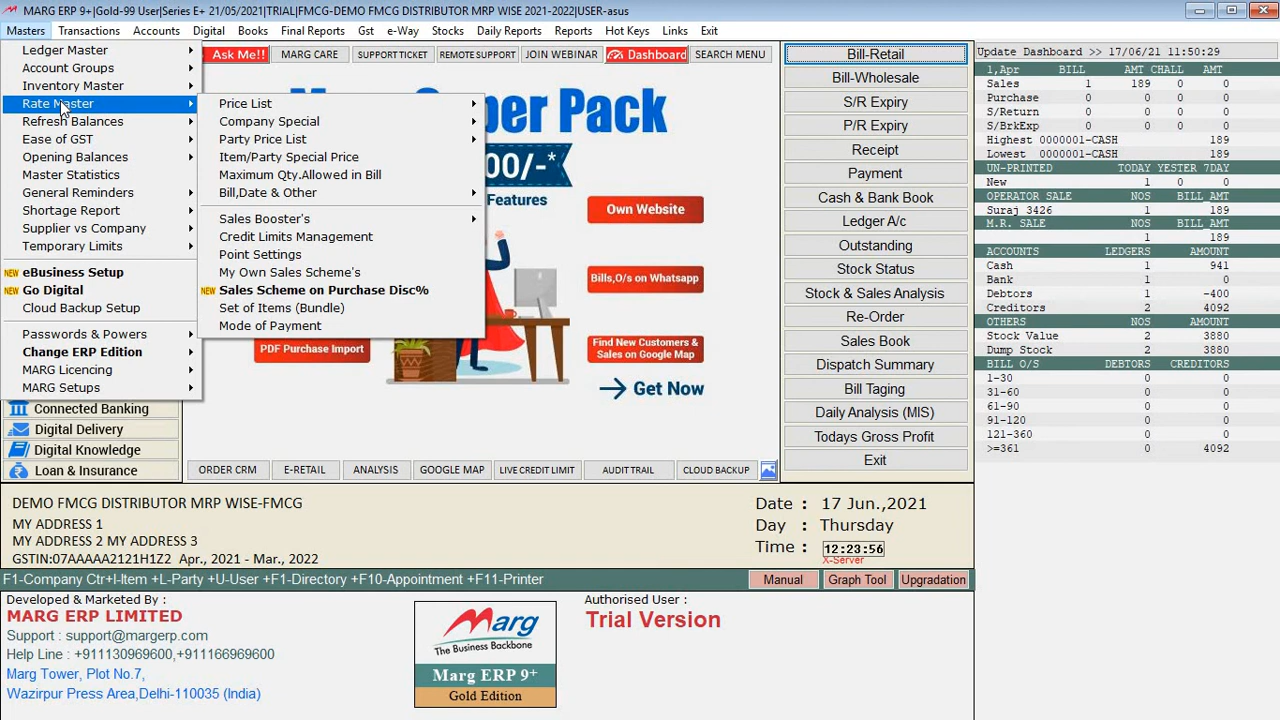 MARG ERP 9+|Gold-99 User|Series E+ 21/05/2021|TRIAL|FMCG-DEMO FMCG DISTRIBUTOR MRP WISE 2021-2022|USER-asus
Masters Transactions Accounts Digital Books Final Reports Gst e-Way Stocks Daily Reports Hot Keys Links Exit
Ledger Master
Account Groups
Inventory Master
Rate Master
Refresh Balances
Ease of GST
Opening Balances
Master Statistics
General Reminders
Shortage Report
Supplier vs Company
Temporary Limits
NEW eBusiness Setup
NEW Go Digital
Cloud Backup Setup
Passwords & Powers
Change ERP Edition
MARG Licencing
MARG Setups
Connected Banking
Digital Delivery
Digital Knowledge
Loan & Insurance
Price List
Company Special
Party Price List
Item/Party Special Price
Maximum Qty.Allowed in Bill
Bill,Date & Other
Sales Booster's
Credit Limits Management
Point Settings
My Own Sales Scheme's
NEW Sales Scheme on Purchase Disc%
Set of Items (Bundle)
Mode of Payment
Ask Me!! MARG CARE SUPPORT TICKET REMOTE SUPPORT JOIN WEBINAR Dashboard SEARCH MENU
per Pack
00/-*
Features
Own Website
Bills,O/s on Whatsapp
PDF Purchase Import
Find New Customers &
Sales on Google Map
Get Now
ORDER CRM E-RETAIL ANALYSIS GOOGLE MAP LIVE CREDIT LIMIT AUDIT TRAIL CLOUD BACKUP
Bill-Retail
Bill-Wholesale
S/R Expiry
P/R Expiry
Receipt
Payment
Cash & Bank Book
Ledger A/c
Outstanding
Stock Status
Stock & Sales Analysis
Re-Order
Sales Book
Dispatch Summary
Bill Tagging
Daily Analysis (MIS)
Todays Gross Profit
Exit
Update Dashboard >> 17/06/21 11:50:29
1,Apr BILL AMT CHALL AMT
Sales 1 189 0 0
Purchase 0 0 0 0
S/Return 0 0 0 0
S/BrkExp 0 0 0 0
Highest 0000001-CASH 189
Lowest 0000001-CASH 189
UN-PRINTED TODAY YESTER 7DAY
New 1 0 0
OPERATOR SALE NOS BILL_AMT
Suraj 3426 1 189
M.R. SALE NOS BILL_AMT
1 189
ACCOUNTS LEDGERS AMOUNT
Cash 1 941
Bank 1 0
Debtors 1 -400
Creditors 2 4092
OTHERS NOS AMOUNT
Stock Value 2 3880
Dump Stock 2 3880
BILL O/S DEBTORS CREDITORS
1-30 0 0
31-60 0 0
61-90 0 0
91-120 0 0
121-360 0 0
>=361 0 4092
DEMO FMCG DISTRIBUTOR MRP WISE-FMCG
MY ADDRESS 1
MY ADDRESS 2 MY ADDRESS 3
GSTIN:07AAAAA2121H1Z2 Apr., 2021 - Mar., 2022
Date : 17 Jun.,2021
Day : Thursday
Time : 12:23:56
X-Server
F1-Company Ctr+I-Item +L-Party +U-User +F1-Directory +F10-Appointment +F11-Printer
Manual Graph Tool Upgradation
Developed & Marketed By :
MARG ERP LIMITED
Support : support@margerp.com
Help Line : +911130969600,+911166969600
Marg Tower, Plot No.7,
Wazirpur Press Area,Delhi-110035 (India)
Marg
The Business Backbone
Marg ERP 9+
Gold Edition
Authorised User :
Trial Version